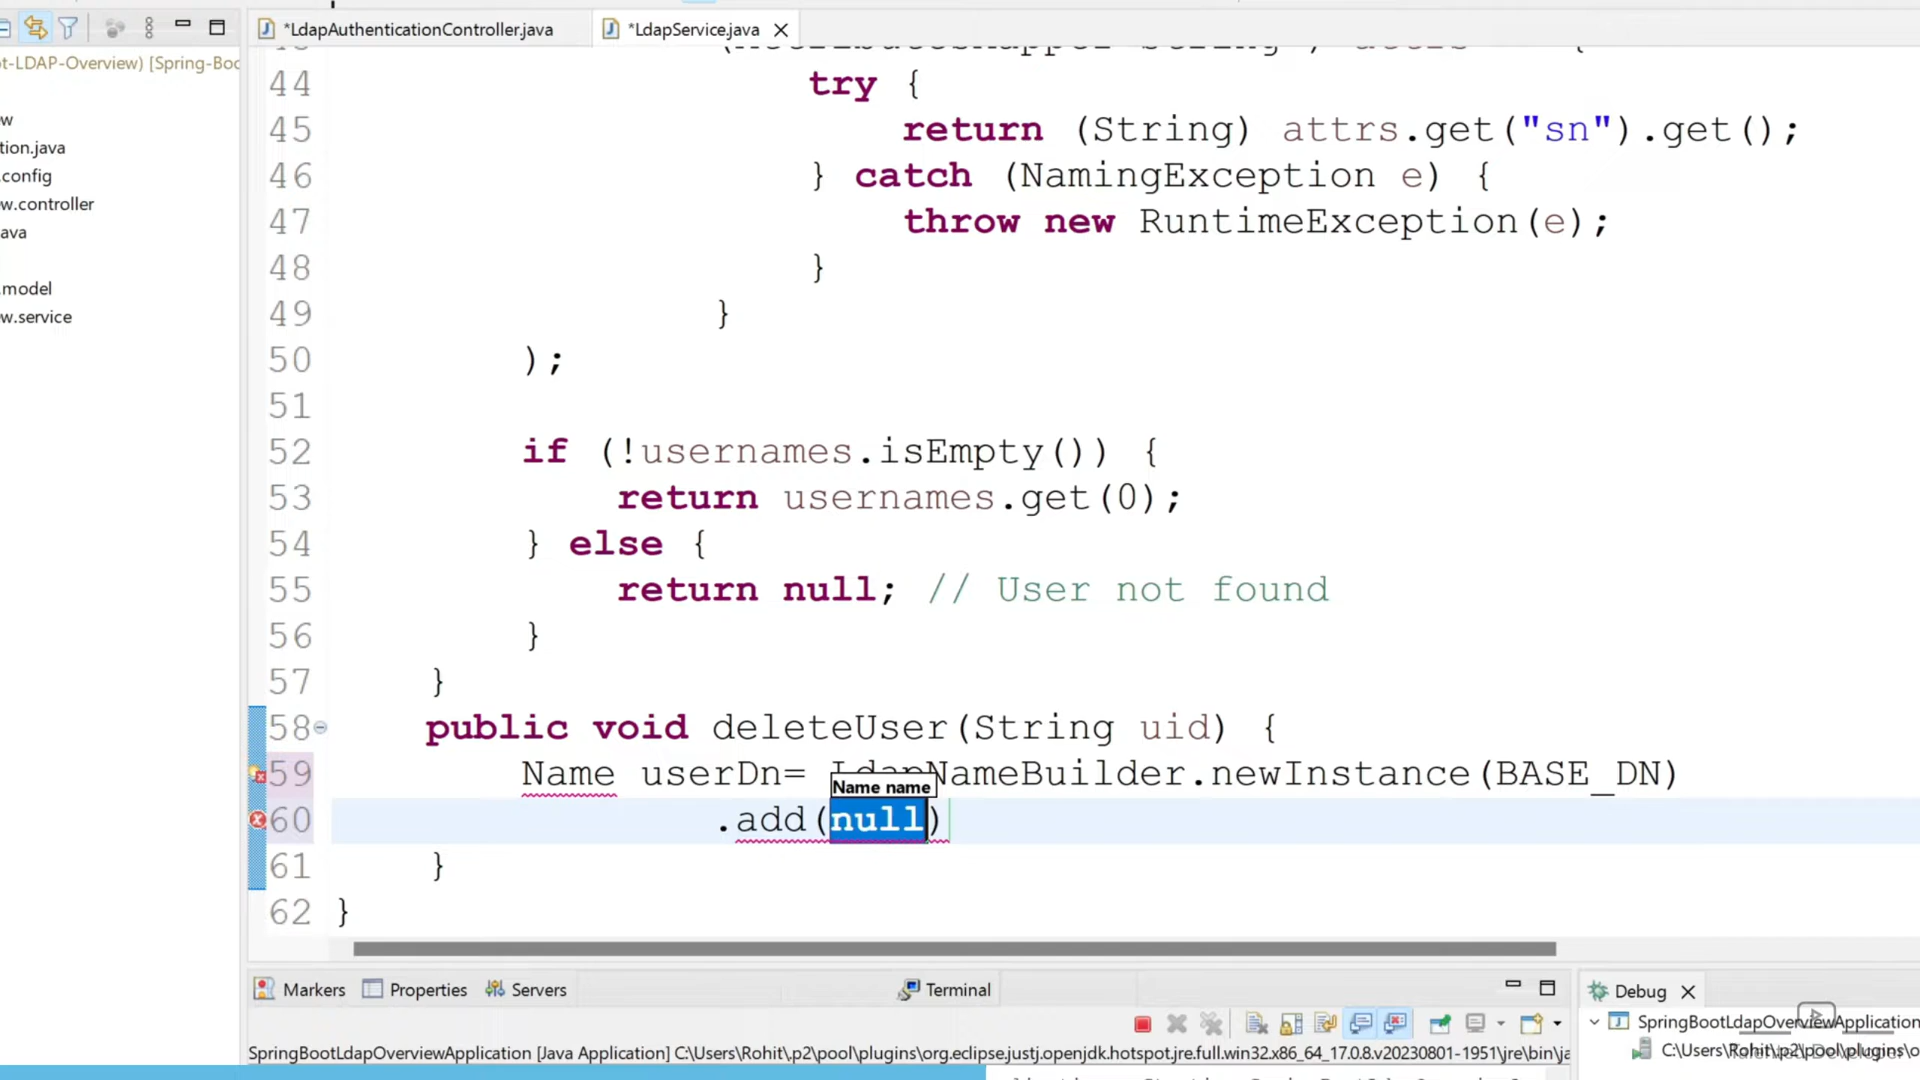 *LdapAuthenticationController.java
*LdapService.java
t-LDAP-Overview) [Spring-Boo
w
tion.java
.config
w.controller
ava
.model
w.service
44 try {
45 return (String) attrs.get("sn").get();
46 } catch (NamingException e) {
47 throw new RuntimeException(e);
48 }
49 }
50 );
51
52 if (!usernames.isEmpty()) {
53 return usernames.get(0);
54 } else {
55 return null; // User not found
56 }
57 }
58 public void deleteUser(String uid) {
59 Name userDn= LdapNameBuilder.newInstance(BASE_DN)
Name name
60 .add(null)
61 }
62 }
Markers Properties Servers Terminal
Debug
SpringBootLdapOverviewApplication
SpringBootLdapOverviewApplication [Java Application] C:\Users\Rohit\.p2\pool\plugins\org.eclipse.justj.openjdk.hotspot.jre.full.win32.x86_64_17.0.8.v20230801-1951\jre\bin\ja
C:\Users\Rohit\p2\pool\plugins\o